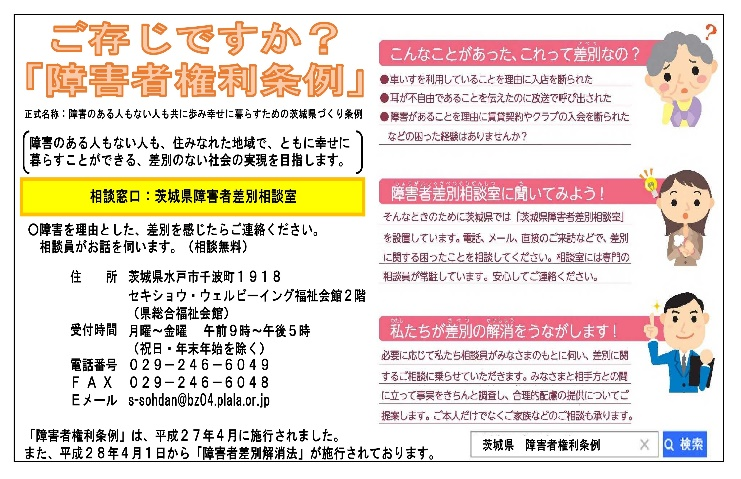 ご存じですか？
「障害者権利条例」
正式名称：障害のある人もない人も共に歩み幸せに暮らすための茨城県づくり条例
障害のある人もない人も、住みなれた地域で、ともに幸せに
暮らすことができる、差別のない社会の実現を目指します。
相談窓口：茨城県障害者差別相談室
〇障害を理由とした、差別を感じたらご連絡ください。
相談員がお話を伺います。（相談無料）
住　所　茨城県水戸市千波町１９１８
セキショウ・ウェルビーイング福祉会館２階
（県総合福祉会館）
受付時間　月曜～金曜　午前９時～午後５時
（祝日・年末年始を除く）
電話番号　０２９－２４６－６０４９
ＦＡＸ　０２９－２４６－６０４８
Ｅメール　s-sohdan@bz04.plala.or.jp
「障害者権利条例」は、平成２７年４月に施行されました。
また、平成２８年４月１日から「障害者差別解消法」が施行されております。
こんなことがあった、これって差別なの？
?
●車いすを利用していることを理由に入店を断られた
●耳が不自由であることを伝えたのに放送で呼び出された
●障害があることを理由に賃貸契約やクラブの入会を断られた
などの困った経験はありませんか？
障害者差別相談室に聞いてみよう！
そんなときのために茨城県では「茨城県障害者差別相談室」
を設置しています。電話、メール、直接のご来訪などで、差別
に関する困ったことを相談してください。相談室には専門の
相談員が常駐しています。安心してご連絡ください。
私たちが差別の解消をうながします！
必要に応じて私たち相談員がみなさまのもとに伺い、差別に関
するご相談に乗らせていただきます。みなさまと相手方との間
に立って事実をきちんと調査し、合理的配慮の提供についてご
提案します。ご本人だけでなくご家族などのご相談も承ります。
茨城県　障害者権利条例
検索